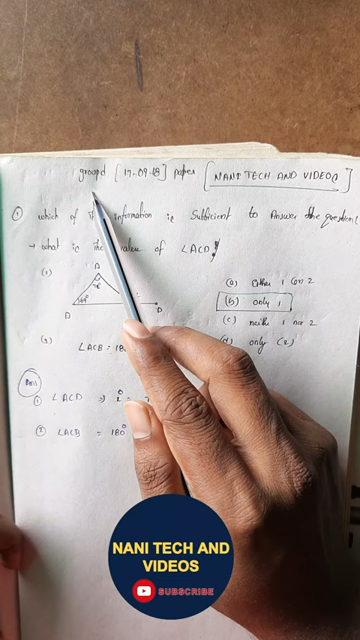 groupd [17-09-18] paper [NANI TECH AND VIDEOS]
① which of information is Sufficient to Answer the question
→ what is the value of ∠ACD
(1)
A
D
D
(a) Either 1 (or) 2
(b) only 1
(c) neither 1 nor 2
only (2)
(2) ∠ACB = 180
Ans
① ∠ACD ⇒
② ∠ACB = 180°
NANI TECH AND
VIDEOS
SUBSCRIBE